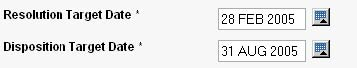 Resolution Target Date * 28 FEB 2005
Disposition Target Date * 31 AUG 2005